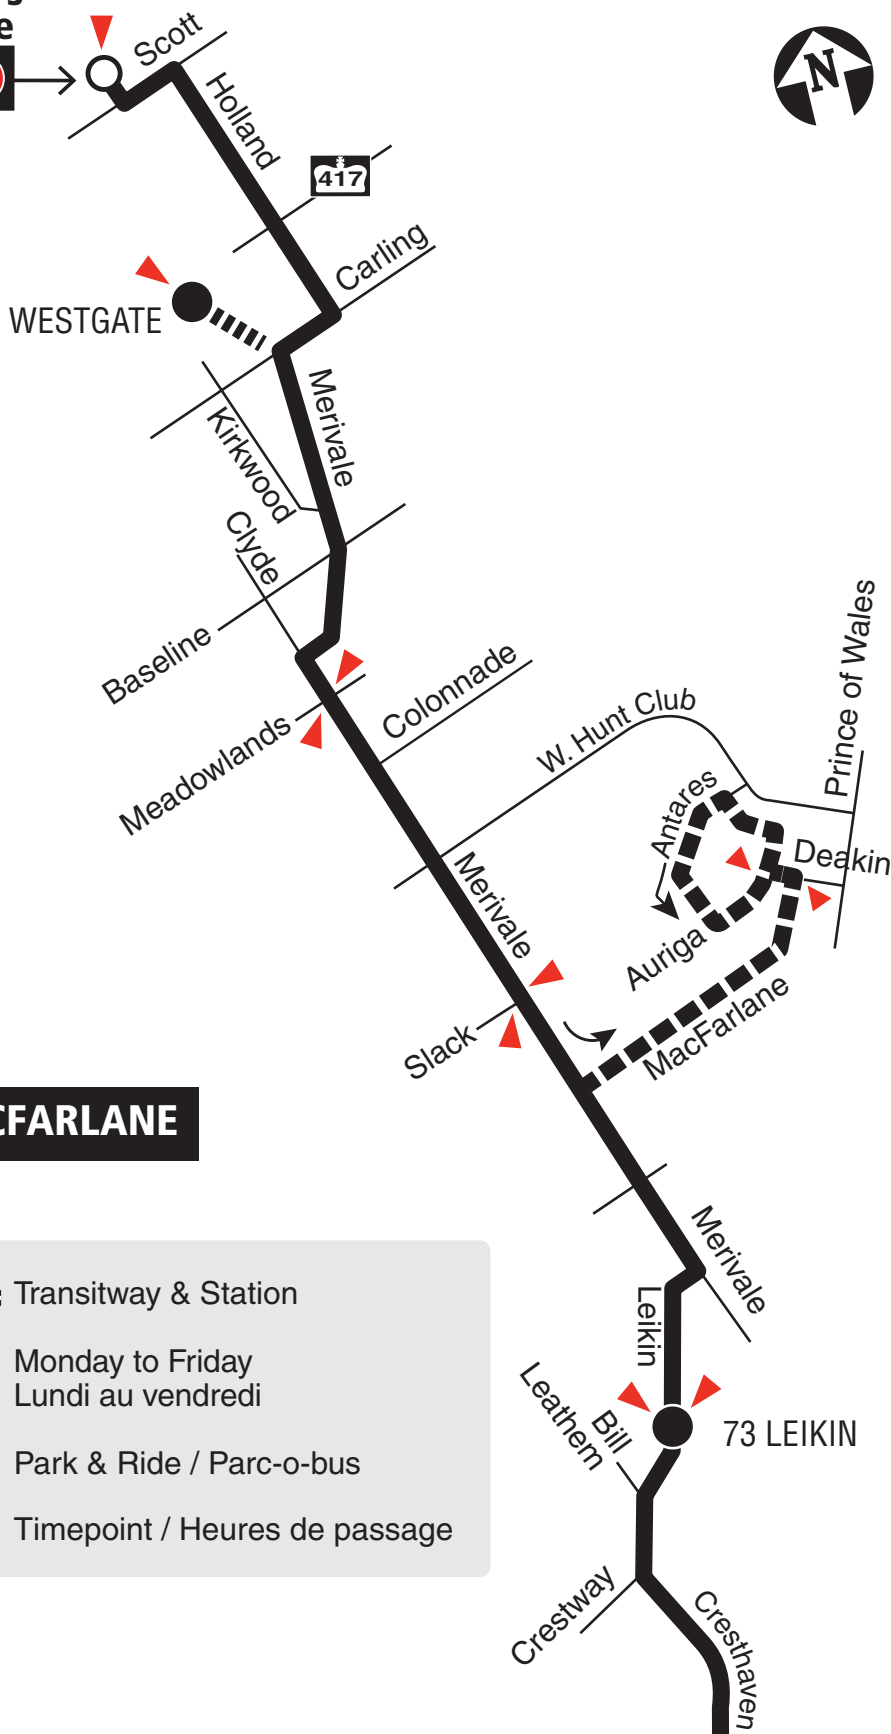 Scott
N
Holland
417
Carling
WESTGATE
Merivale
Kirkwood
Clyde
Baseline
Prince of Wales
Colonnade
W. Hunt Club
Meadowlands
Antares
Deakin
Merivale
Auriga
MacFarlane
Slack
CFARLANE
Merivale
Transitway & Station
Leikin
Monday to Friday
Lundi au vendredi
Bill
Leathem
73 LEIKIN
Park & Ride / Parc-o-bus
Timepoint / Heures de passage
Crestway
Cresthaven